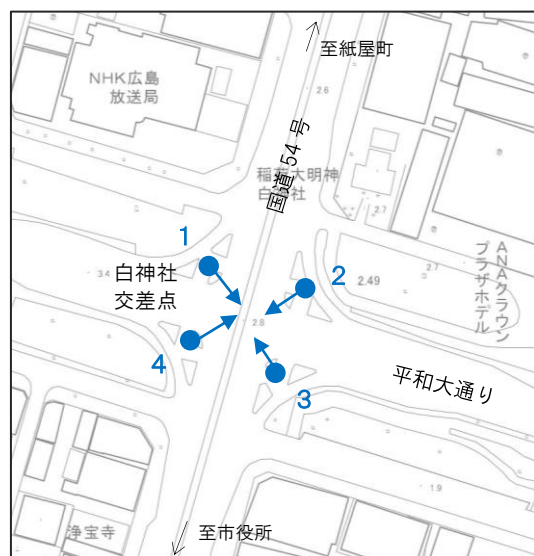 至紙屋町
NHK広島
放送局
2.6
国道54号
稲荷大明神
白神社
2.7
1
2
3.4
白神社
交差点
2.49
2.7
ANAクラウン
プラザホテル
2.8
4
3
平和大通り
1.9
浄宝寺
至市役所